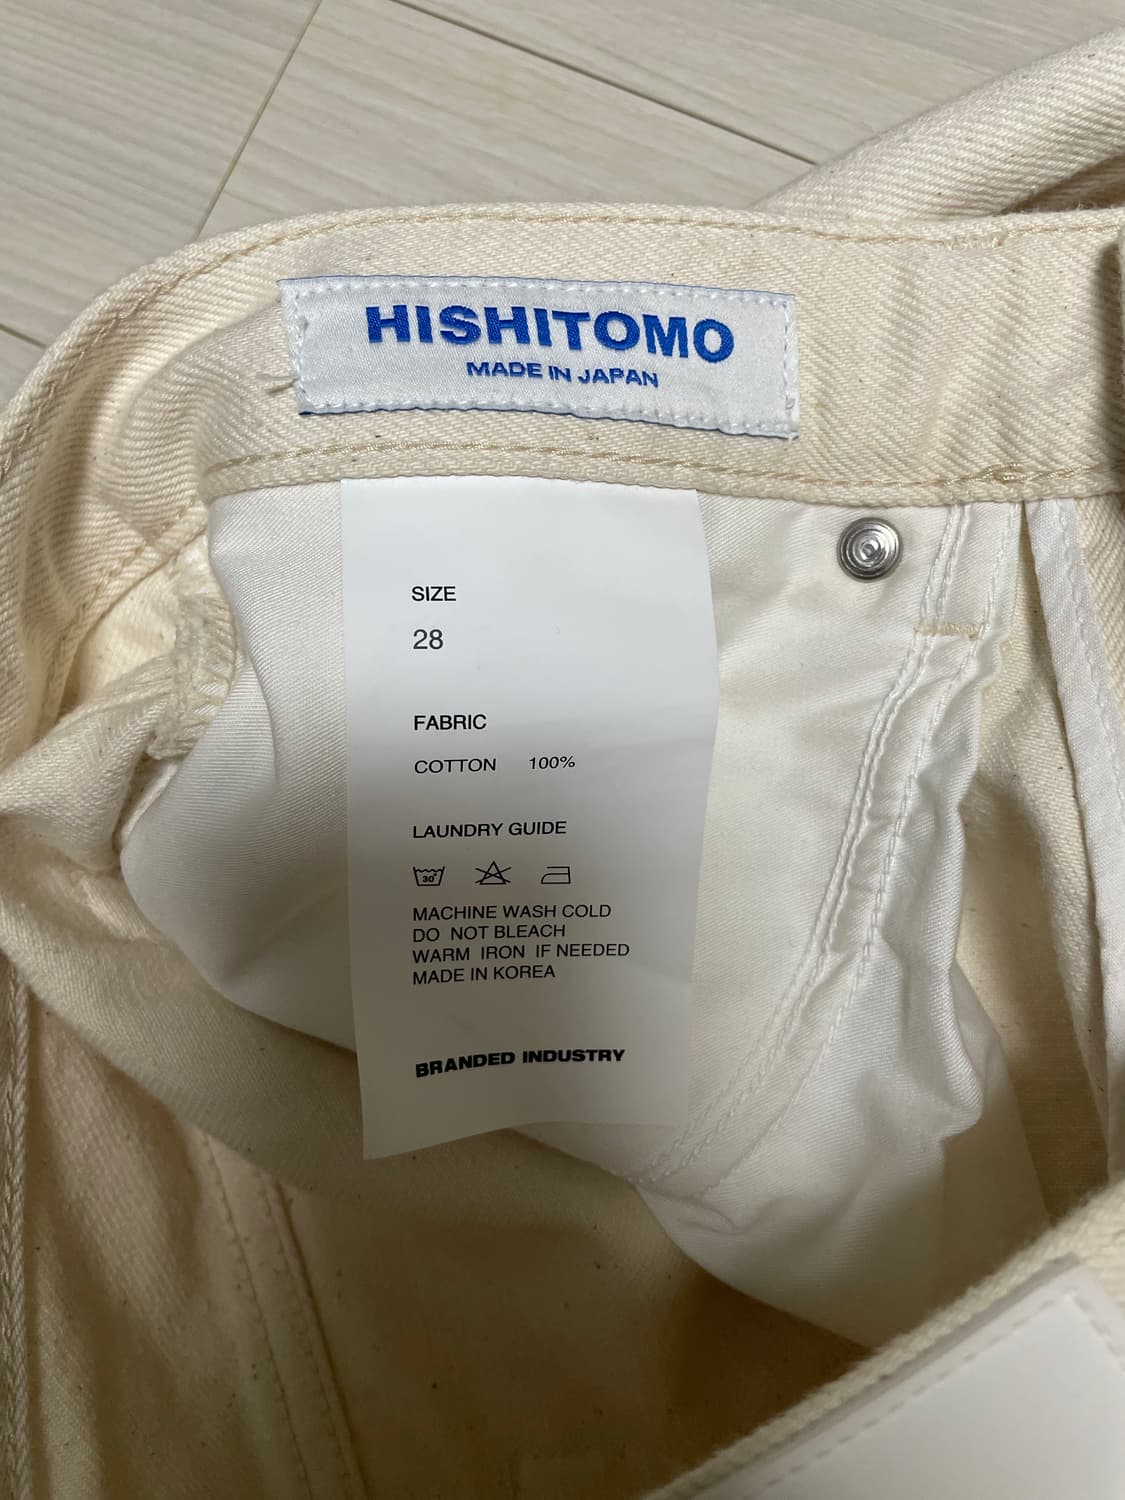 HISHITOMO
MADE IN JAPAN
SIZE
28
FABRIC
COTTON 100%
LAUNDRY GUIDE
30°
MACHINE WASH COLD
DO NOT BLEACH
WARM IRON IF NEEDED
MADE IN KOREA
BRANDED INDUSTRY